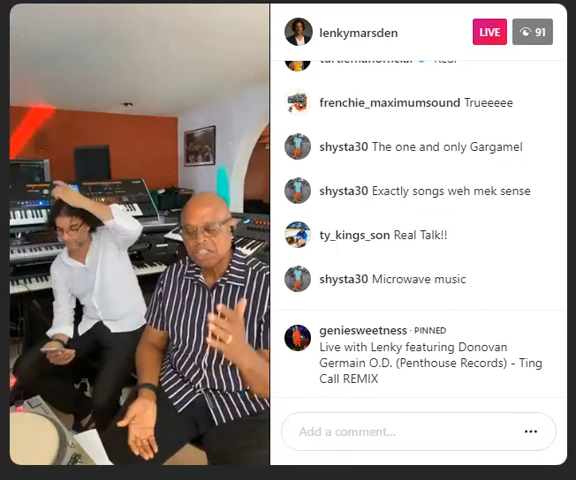 lenkymarsden
LIVE
91
turtlemanofficial Real
frenchie_maximumsound Trueeeee
shysta30 The one and only Gargamel
shysta30 Exactly songs weh mek sense
ty_kings_son Real Talk!!
shysta30 Microwave music
geniesweetness · PINNED
Live with Lenky featuring Donovan
Germain O.D. (Penthouse Records) - Ting
Call REMIX
Add a comment...